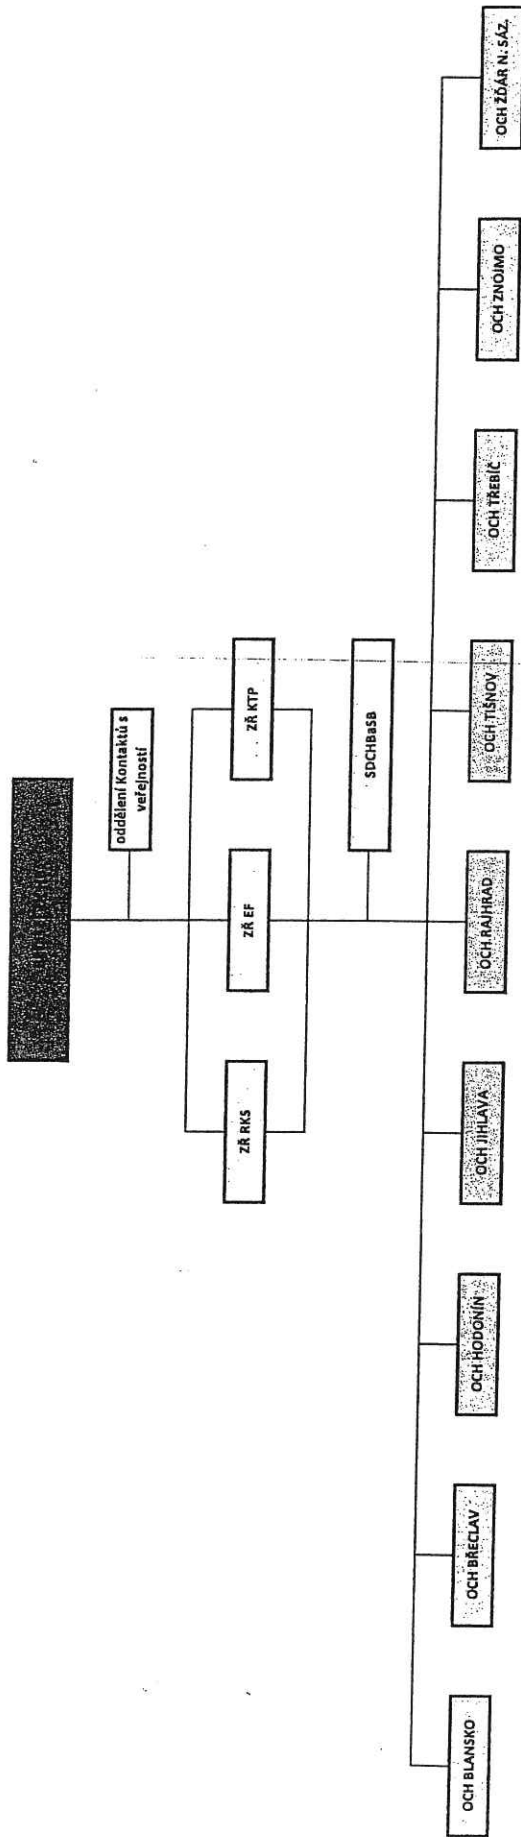 oddělení Kontaktů s
veřejností
ZŘ RKS
ZŘ EF
ZŘ KTP
SDCHBaSB
OCH BLANSKO
OCH BŘECLAV
OCH HODONÍN
OCH JIHLAVA
OCH RAJHRAD
OCH TIŠNOV
OCH TŘEBÍČ
OCH ZNOJMO
OCH ŽĎÁR N. SÁZ.